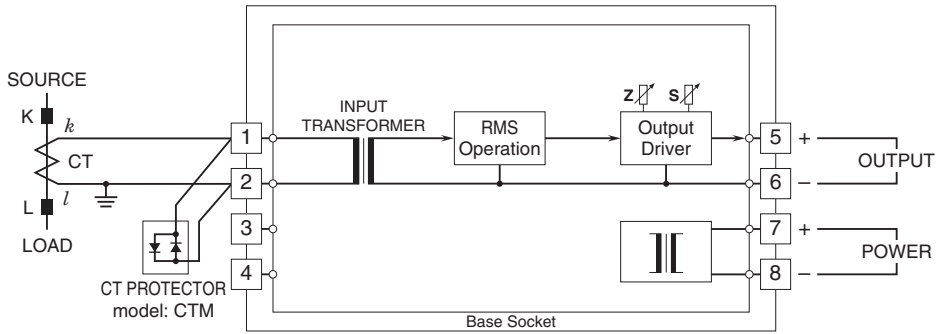 SOURCE
K
k
CT
L
l
LOAD
CT PROTECTOR
model: CTM
1
2
3
4
INPUT
TRANSFORMER
RMS
Operation
Z
S
Output
Driver
5 +
6 –
OUTPUT
7 +
8 –
POWER
Base Socket